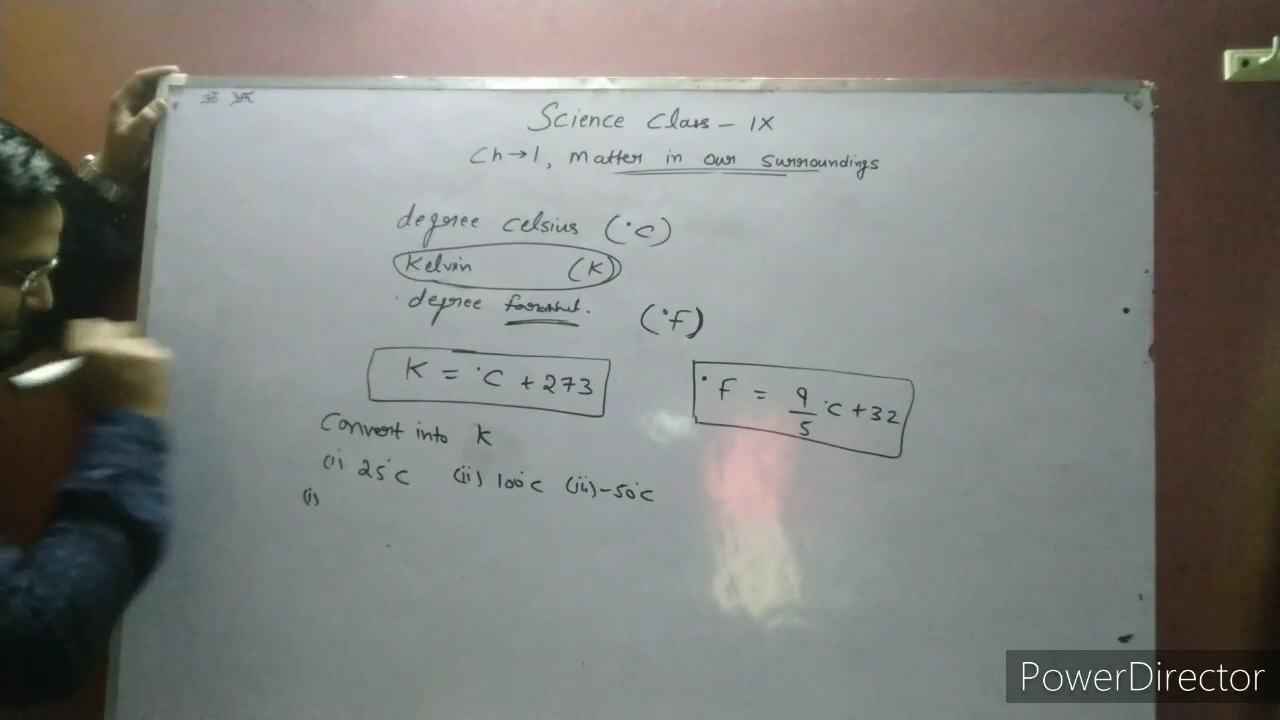 Science Class - IX
Ch→1, Matter in our Surroundings
degree celsius (°C)
Kelvin (K)
degree (°F)
K = °C + 273
°F = 9/5 °C + 32
Convert into K
(i) 25°C (ii) 100°C (iii) -50°C
(i)
PowerDirector